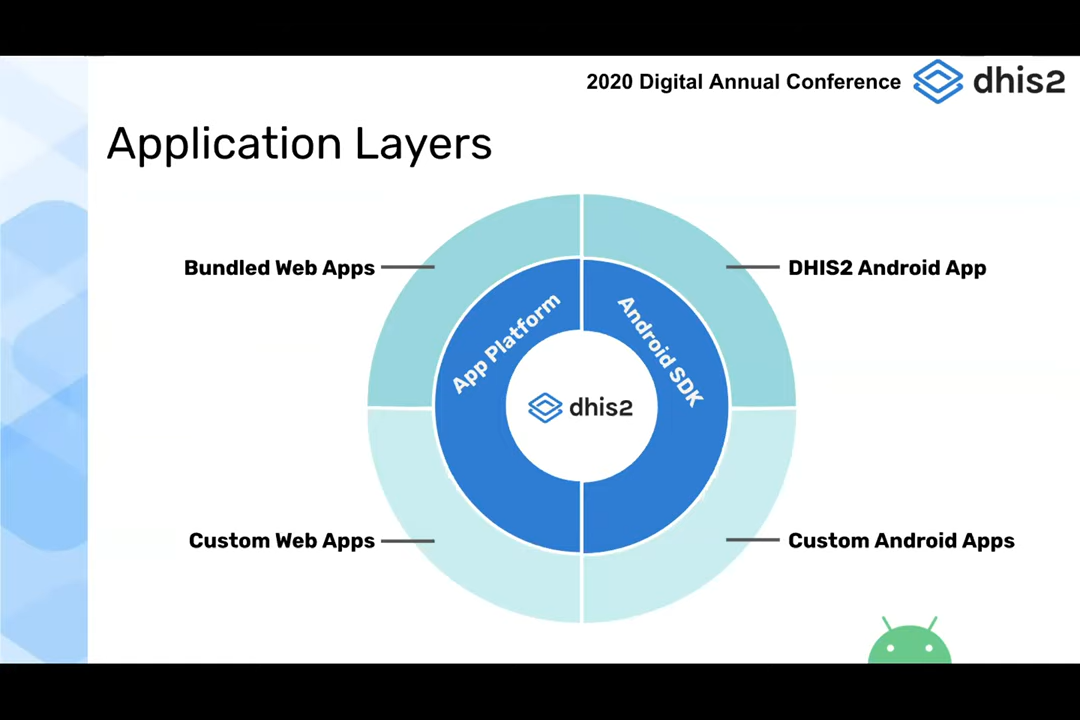 2020 Digital Annual Conference
dhis2
Application Layers
Bundled Web Apps
DHIS2 Android App
App Platform
Android SDK
dhis2
Custom Web Apps
Custom Android Apps